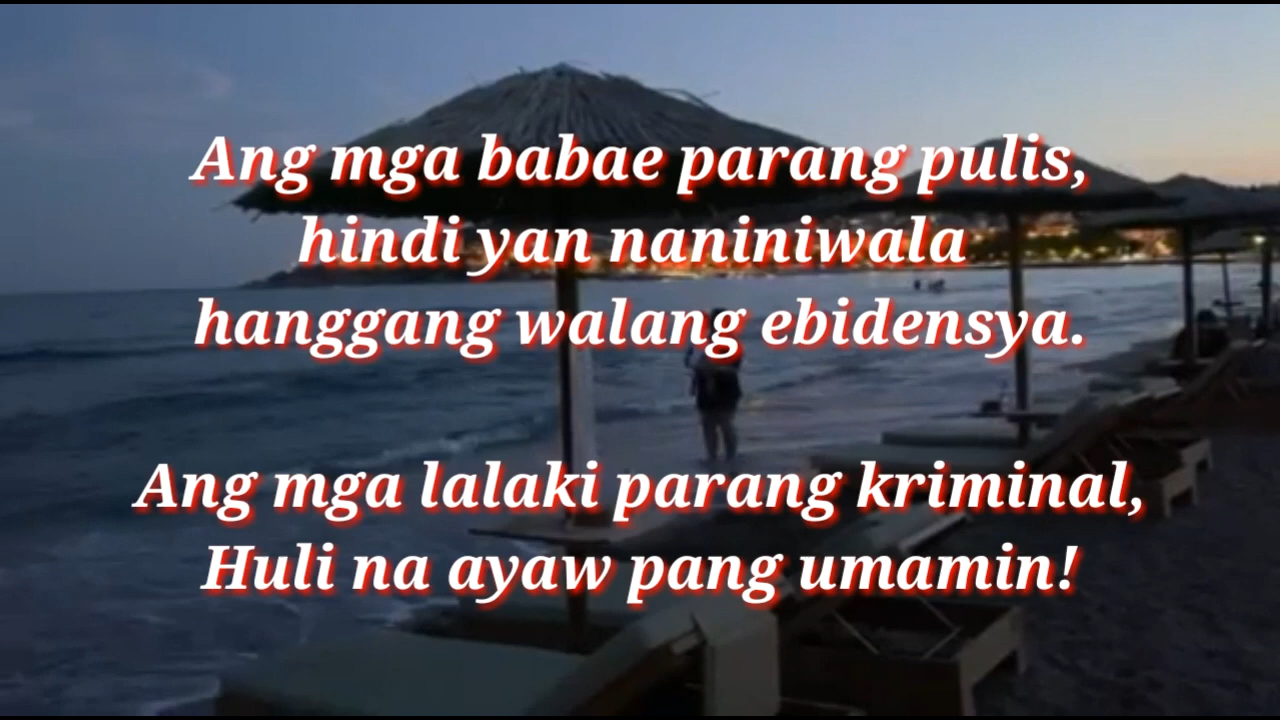 Ang mga babae parang pulis,
hindi yan naniniwala
hanggang walang ebidensya.
Ang mga lalaki parang kriminal,
Huli na ayaw pang umamin!